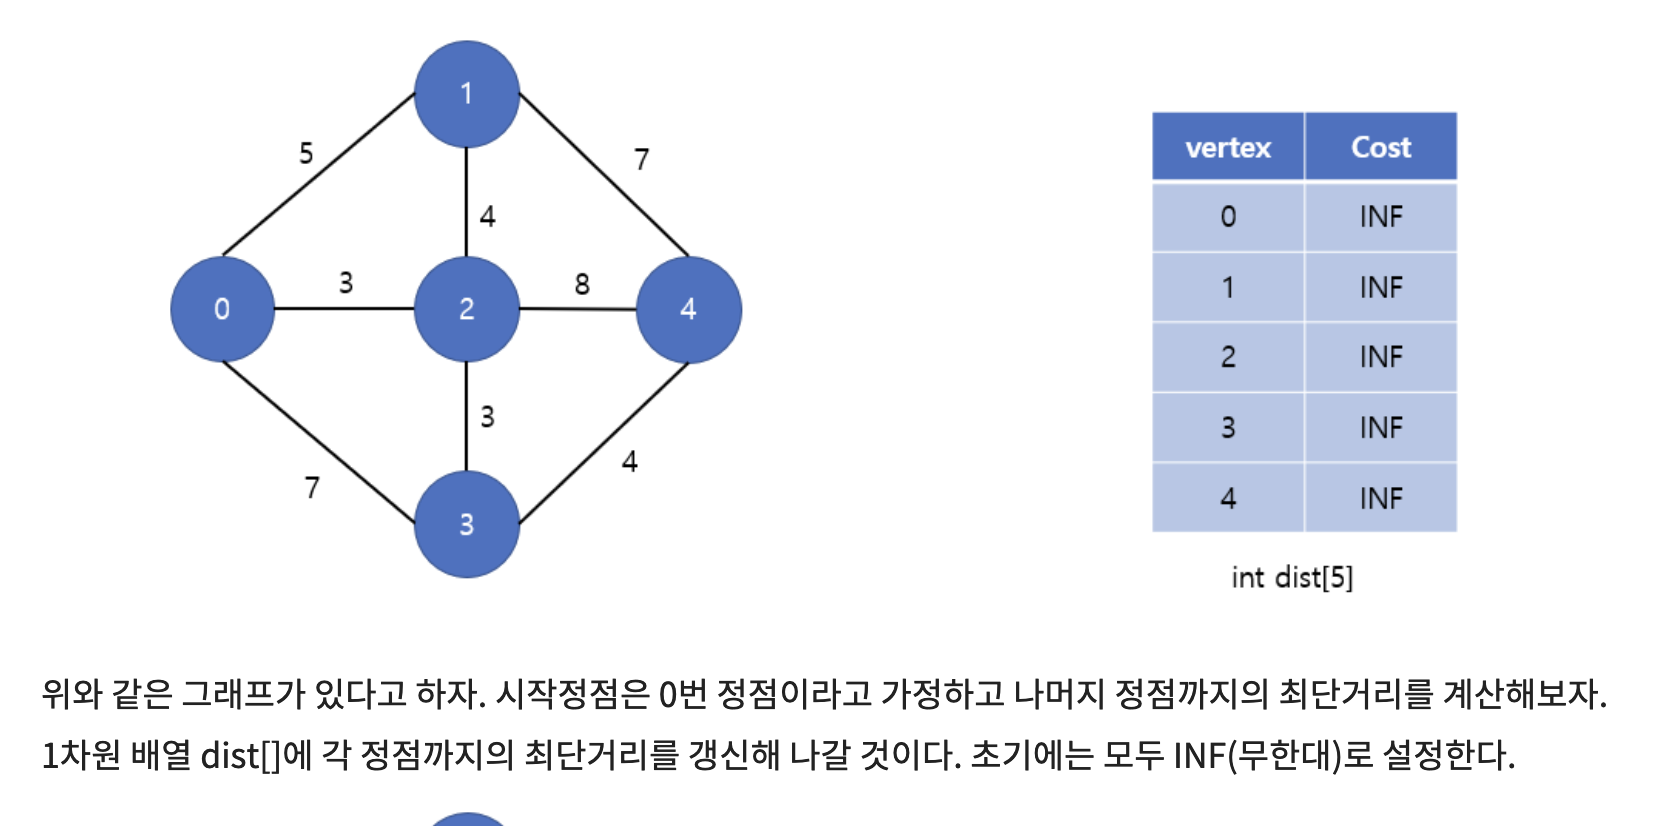 1
5
7
4
0
3
2
8
4
3
7
4
3
vertex Cost
0 INF
1 INF
2 INF
3 INF
4 INF
int dist[5]
위와 같은 그래프가 있다고 하자. 시작정점은 0번 정점이라고 가정하고 나머지 정점까지의 최단거리를 계산해보자.
1차원 배열 dist[]에 각 정점까지의 최단거리를 갱신해 나갈 것이다. 초기에는 모두 INF(무한대)로 설정한다.